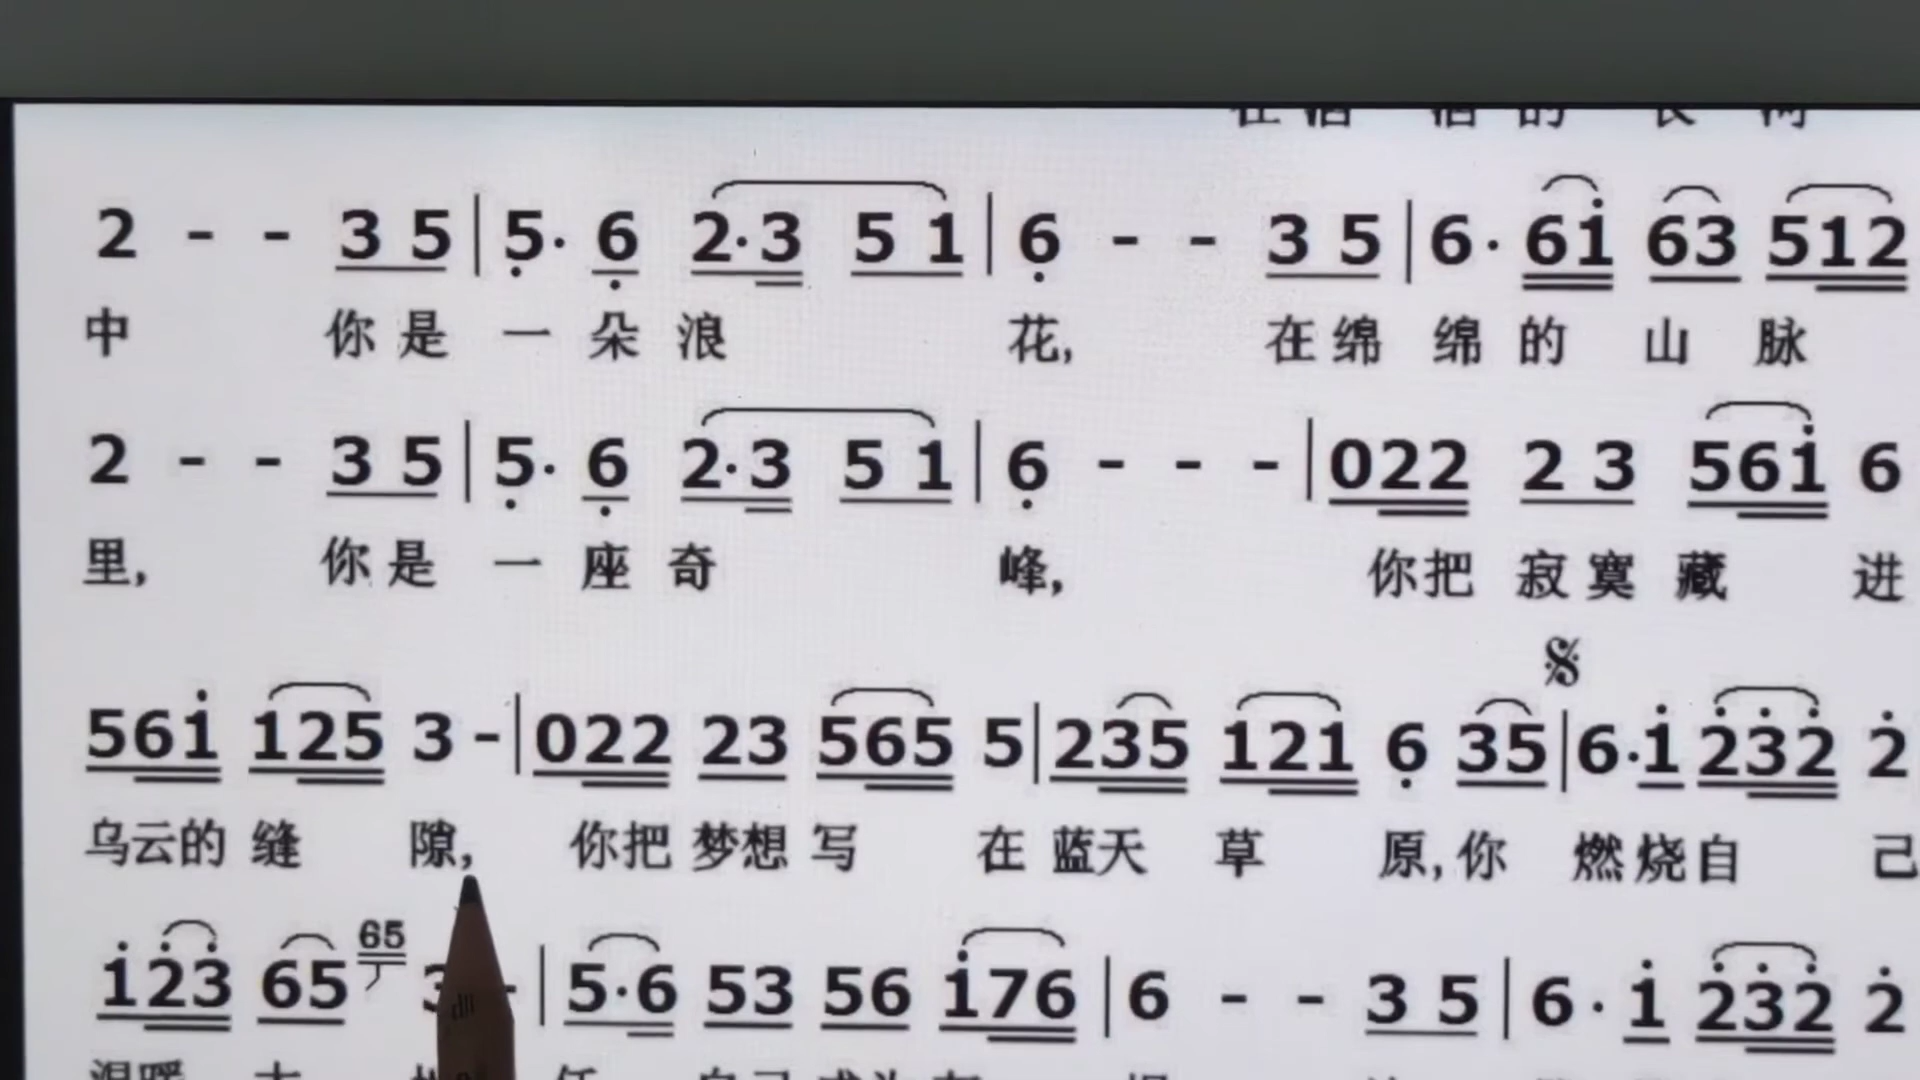 2 - - 3 5 | 5· 6 2·3 5 1 | 6 - - 3 5 | 6· 6i 63 512
中 你是 一朵浪 花, 在绵 绵的 山 脉
2 - - 3 5 | 5· 6 2·3 5 1 | 6 - - - | 022 2 3 561 6
里, 你是 一座奇 峰, 你把 寂寞 藏 进
561 125 3 - | 022 23 565 5 | 235 121 6 35 | 6·1 232 2
乌云的 缝 隙, 你把 梦想 写 在 蓝天 草 原,你 燃烧自 己
65
123 65 3 - | 5·6 53 56 176 | 6 - - 3 5 | 6· 1 232 2